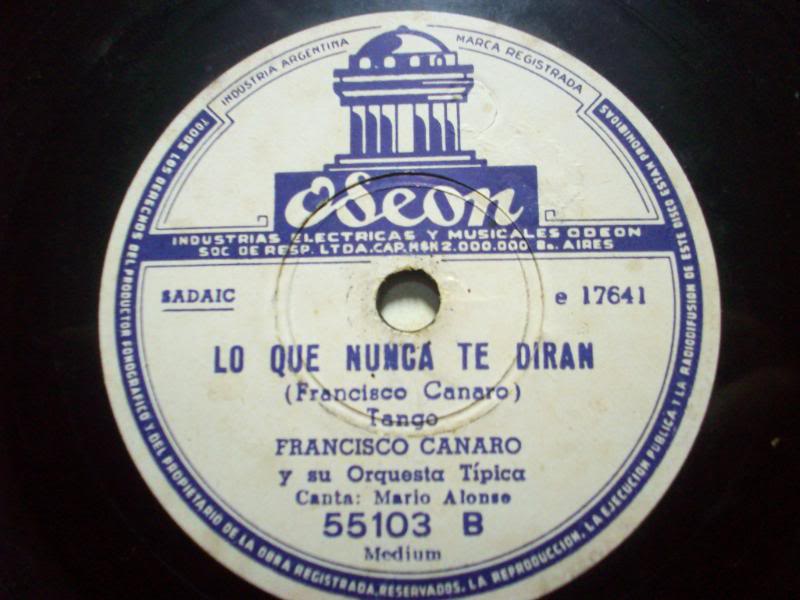 INDUSTRIA ARGENTINA
MARCA REGISTRADA
Odeon
INDUSTRIAS ELECTRICAS Y MUSICALES ODEON
SOC DE RESP. LTDA. CAP. M$N 2.000.000 Bs. AIRES
SADAIC
e 17641
LO QUE NUNCA TE DIRAN
(Francisco Canaro)
Tango
FRANCISCO CANARO
y su Orquesta Típica
Canta: Mario Alonso
55103 B
Medium
TODOS LOS DERECHOS DEL PRODUCTOR FONOGRAFICO Y DEL PROPIETARIO DE LA OBRA REGISTRADA, RESERVADOS. LA REPRODUCCION, LA EJECUCION PUBLICA Y LA RADIODIFUSION DE ESTE DISCO ESTAN PROHIBIDAS